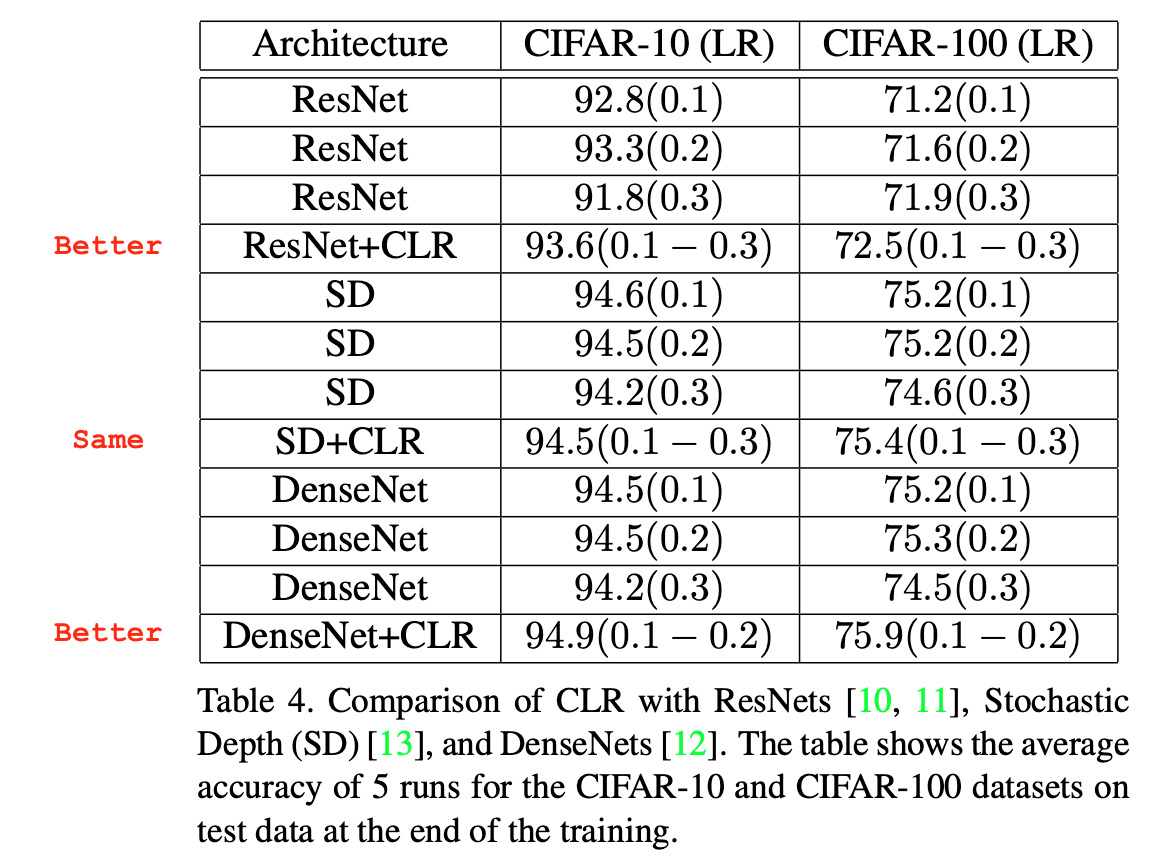 Architecture CIFAR-10 (LR) CIFAR-100 (LR)
ResNet 92.8(0.1) 71.2(0.1)
ResNet 93.3(0.2) 71.6(0.2)
ResNet 91.8(0.3) 71.9(0.3)
Better ResNet+CLR 93.6(0.1 − 0.3) 72.5(0.1 − 0.3)
SD 94.6(0.1) 75.2(0.1)
SD 94.5(0.2) 75.2(0.2)
SD 94.2(0.3) 74.6(0.3)
Same SD+CLR 94.5(0.1 − 0.3) 75.4(0.1 − 0.3)
DenseNet 94.5(0.1) 75.2(0.1)
DenseNet 94.5(0.2) 75.3(0.2)
DenseNet 94.2(0.3) 74.5(0.3)
Better DenseNet+CLR 94.9(0.1 − 0.2) 75.9(0.1 − 0.2)
Table 4. Comparison of CLR with ResNets [10, 11], Stochastic
Depth (SD) [13], and DenseNets [12]. The table shows the average
accuracy of 5 runs for the CIFAR-10 and CIFAR-100 datasets on
test data at the end of the training.